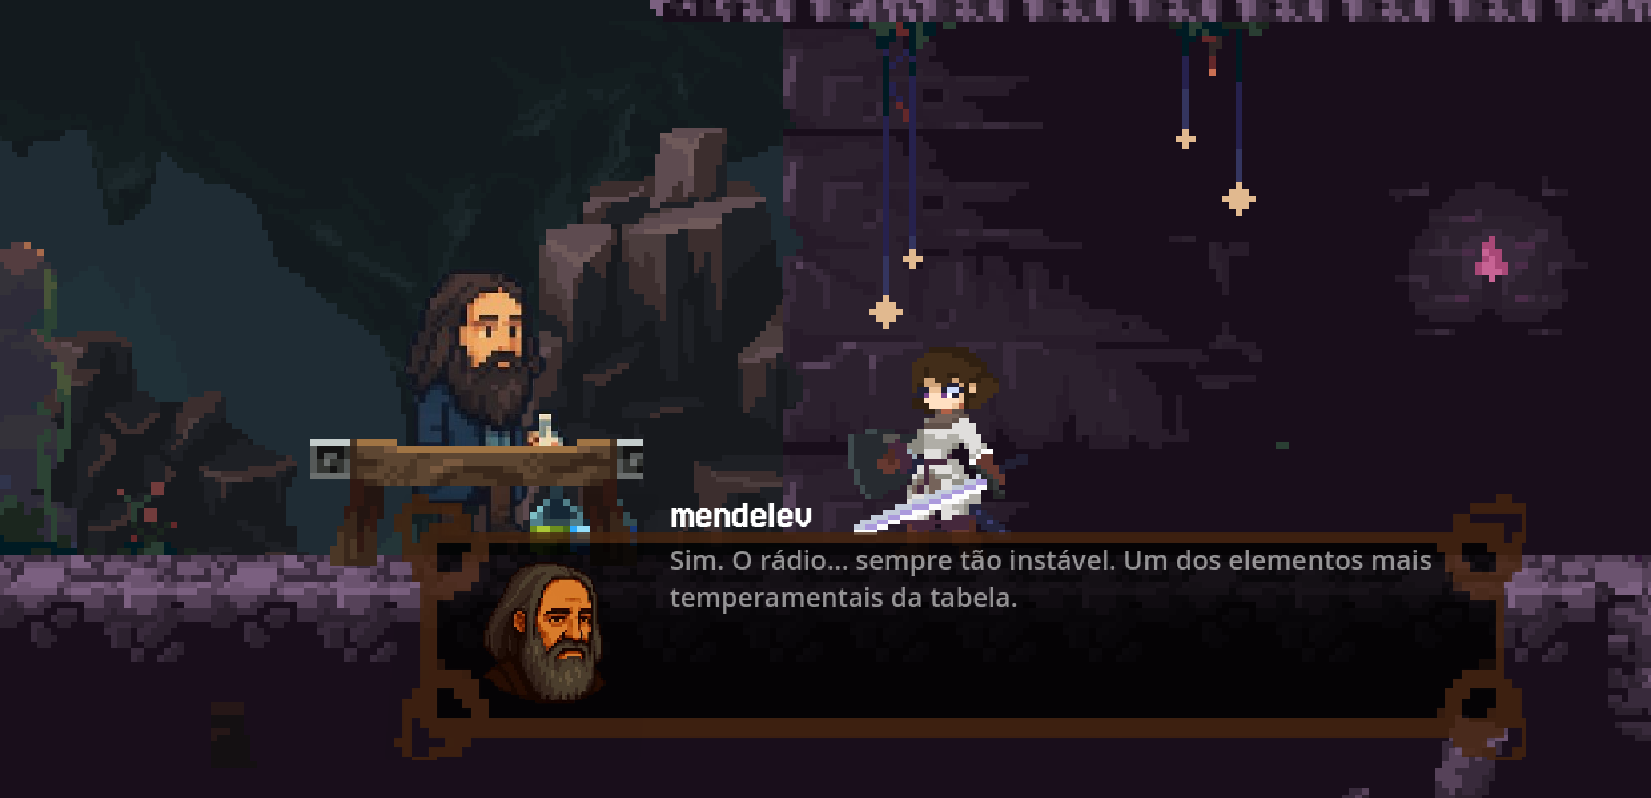 mendelev
Sim. O rádio... sempre tão instável. Um dos elementos mais
temperamentais da tabela.